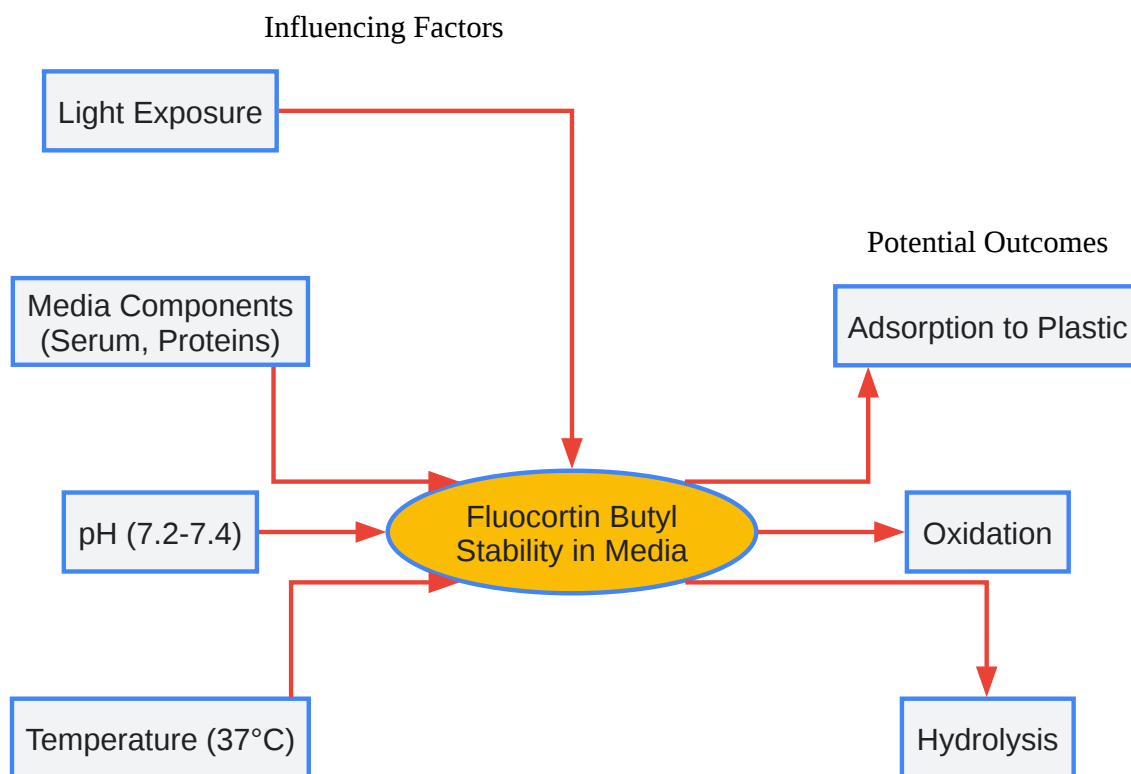 Influencing Factors
Light Exposure
Potential Outcomes
Media Components
(Serum, Proteins)
Adsorption to Plastic
pH (7.2-7.4)
Fluocortin Butyl
Stability in Media
Oxidation
Temperature (37°C)
Hydrolysis